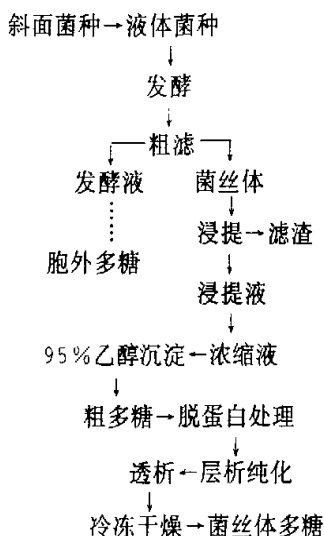 斜面菌种→液体菌种
↓
发酵
↓
粗滤
↓ ↓
发酵液 菌丝体
⋮ ↓
浸提→滤渣
胞外多糖 ↓
浸提液
↓
95%乙醇沉淀←浓缩液
↓
粗多糖→脱蛋白处理
↓
透析←层析纯化
↓
冷冻干燥→菌丝体多糖